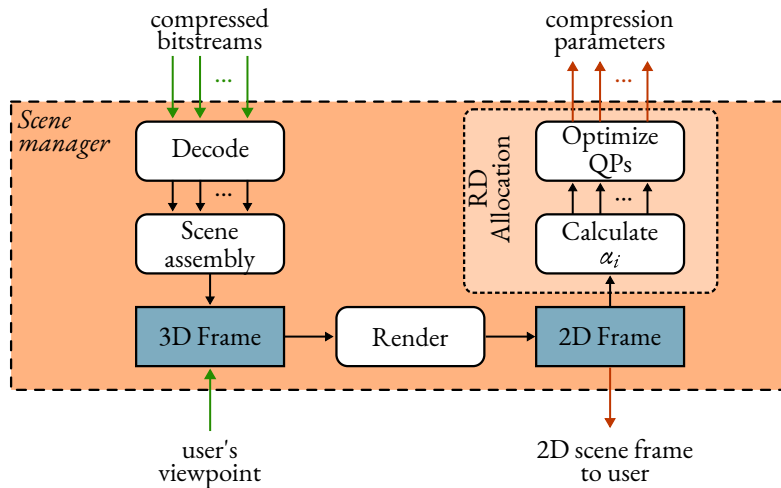 compressed
bitstreams
compression
parameters
...
...
Scene
manager
Decode
...
Scene
assembly
3D Frame
Render
2D Frame
RD
Allocation
Optimize
QPs
...
Calculate
αᵢ
user's
viewpoint
2D scene frame
to user